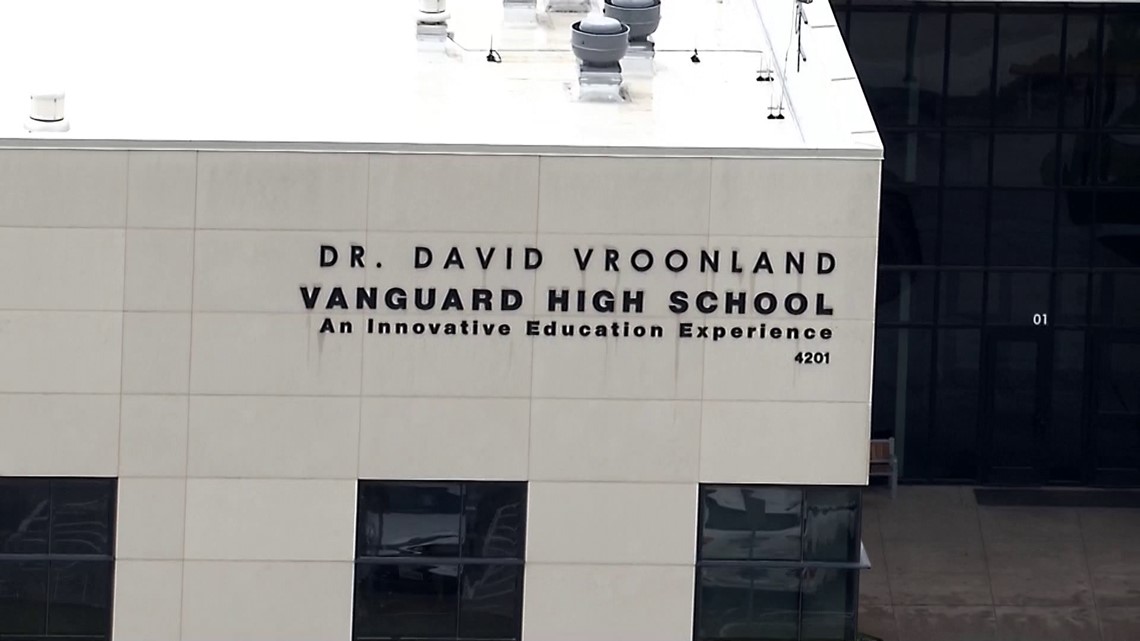 DR. DAVID VROONLAND
VANGUARD HIGH SCHOOL
An Innovative Education Experience
4201
01